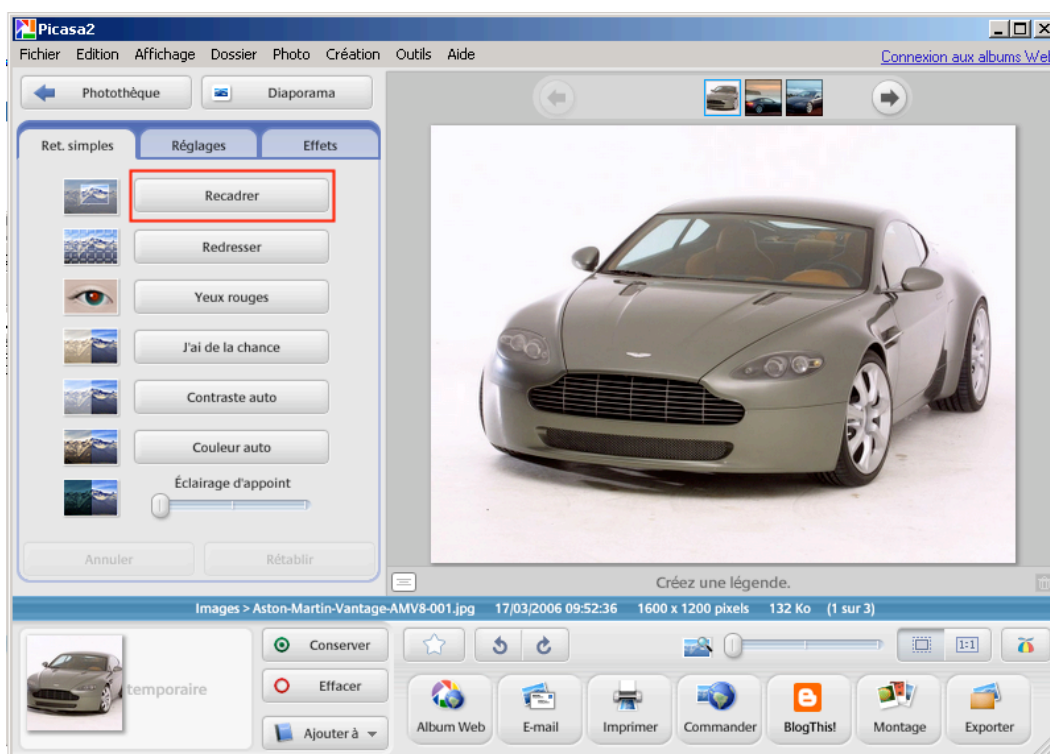 Picasa2
Fichier Edition Affichage Dossier Photo Création Outils Aide
Connexion aux albums Wel
Photothèque Diaporama
Ret. simples Réglages Effets
Recadrer
Redresser
Yeux rouges
J'ai de la chance
Contraste auto
Couleur auto
Éclairage d'appoint
Annuler Rétablir
Créez une légende.
Images > Aston-Martin-Vantage-AMV8-001.jpg 17/03/2006 09:52:36 1600 x 1200 pixels 132 Ko (1 sur 3)
temporaire
Conserver
Effacer
Ajouter à
1:1
Album Web E-mail Imprimer Commander BlogThis! Montage Exporter